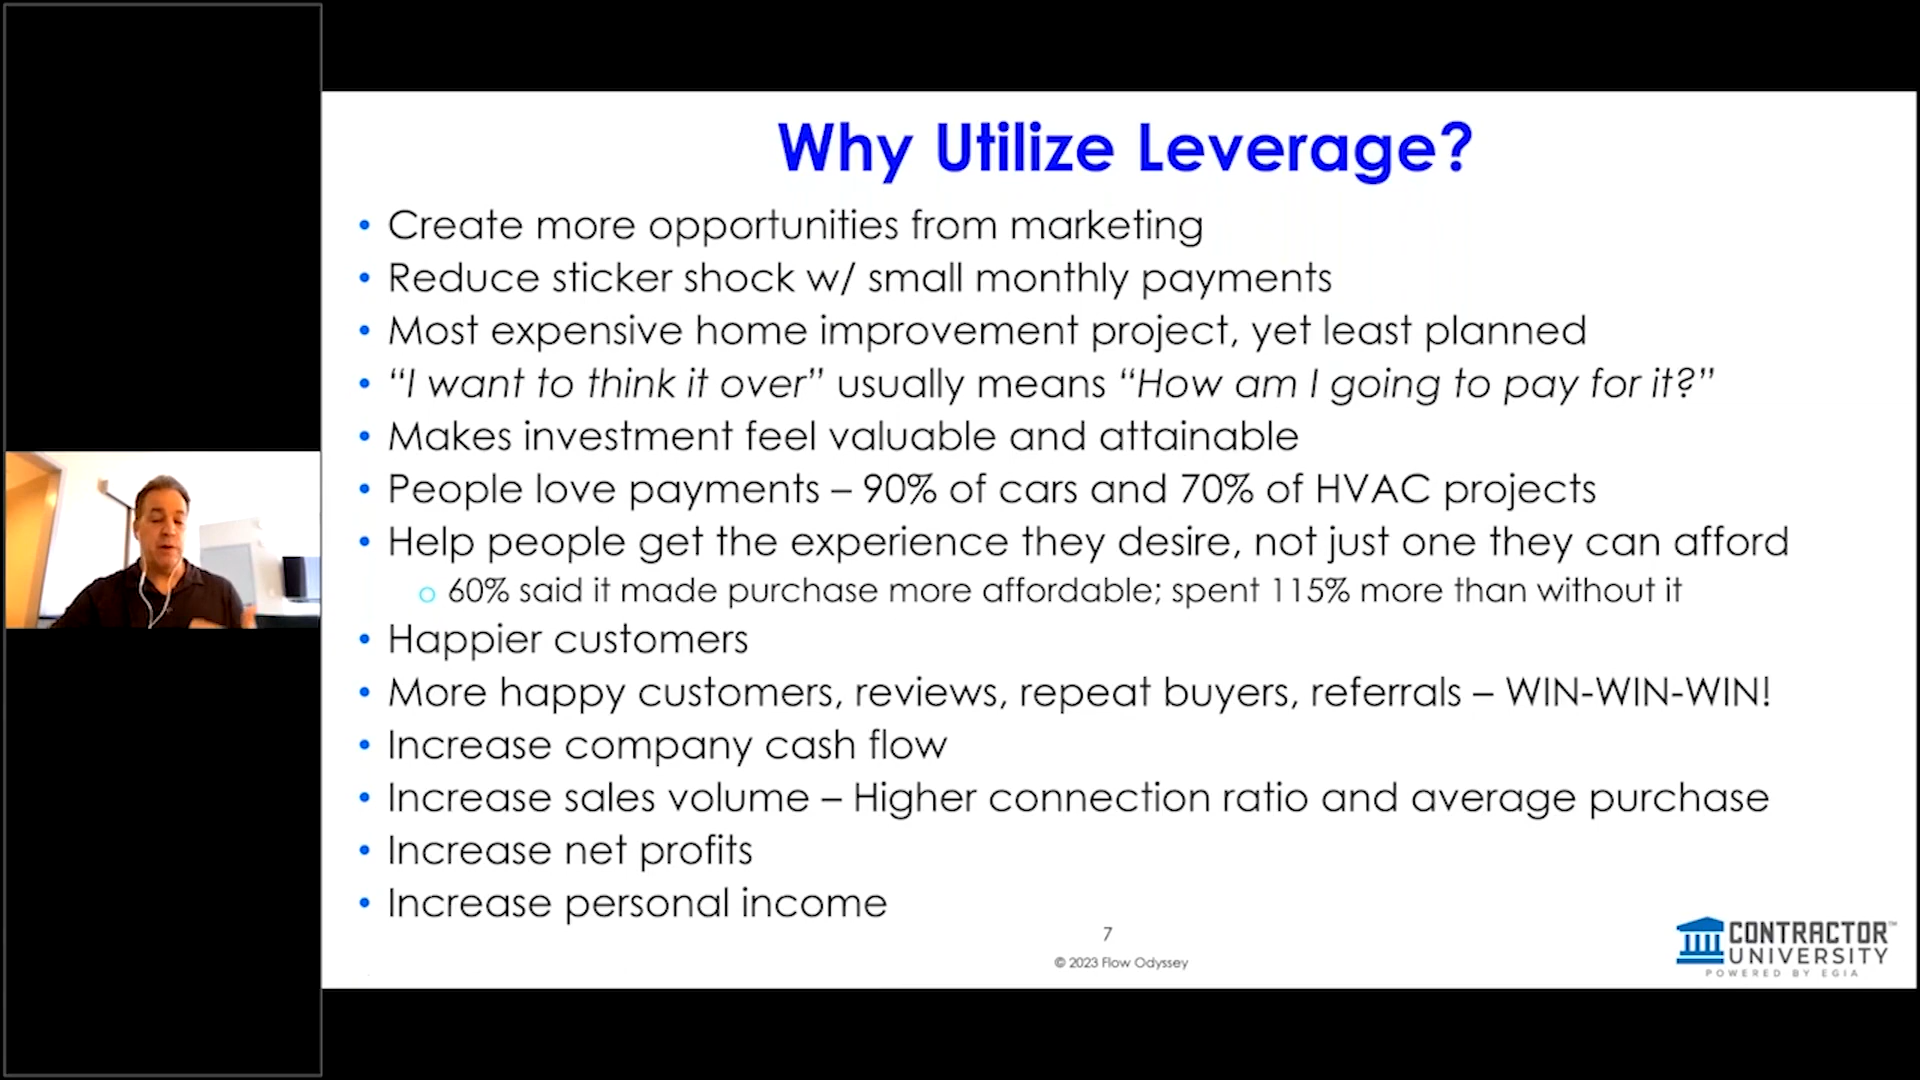 Why Utilize Leverage?
• Create more opportunities from marketing
• Reduce sticker shock w/ small monthly payments
• Most expensive home improvement project, yet least planned
• “I want to think it over” usually means “How am I going to pay for it?”
• Makes investment feel valuable and attainable
• People love payments – 90% of cars and 70% of HVAC projects
• Help people get the experience they desire, not just one they can afford
o 60% said it made purchase more affordable; spent 115% more than without it
• Happier customers
• More happy customers, reviews, repeat buyers, referrals – WIN-WIN-WIN!
• Increase company cash flow
• Increase sales volume – Higher connection ratio and average purchase
• Increase net profits
• Increase personal income
7
© 2023 Flow Odyssey
CONTRACTOR™
UNIVERSITY
POWERED BY EGIA